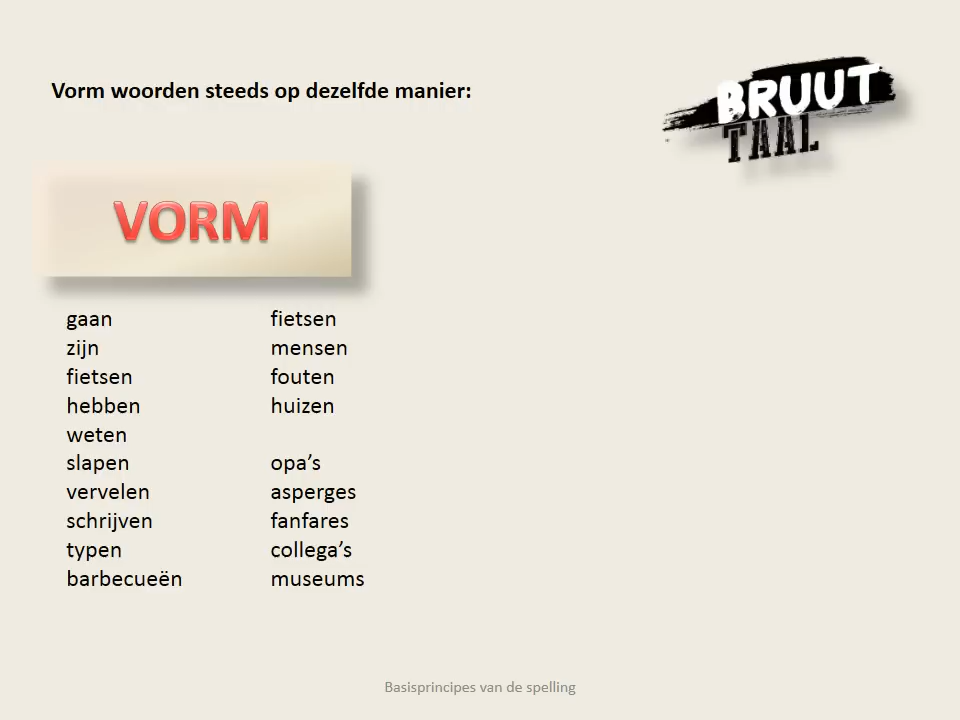 Vorm woorden steeds op dezelfde manier:
BRUUT
TAAL
VORM
gaan
zijn
fietsen
hebben
weten
slapen
vervelen
schrijven
typen
barbecueën
fietsen
mensen
fouten
huizen
opa’s
asperges
fanfares
collega’s
museums
Basisprincipes van de spelling